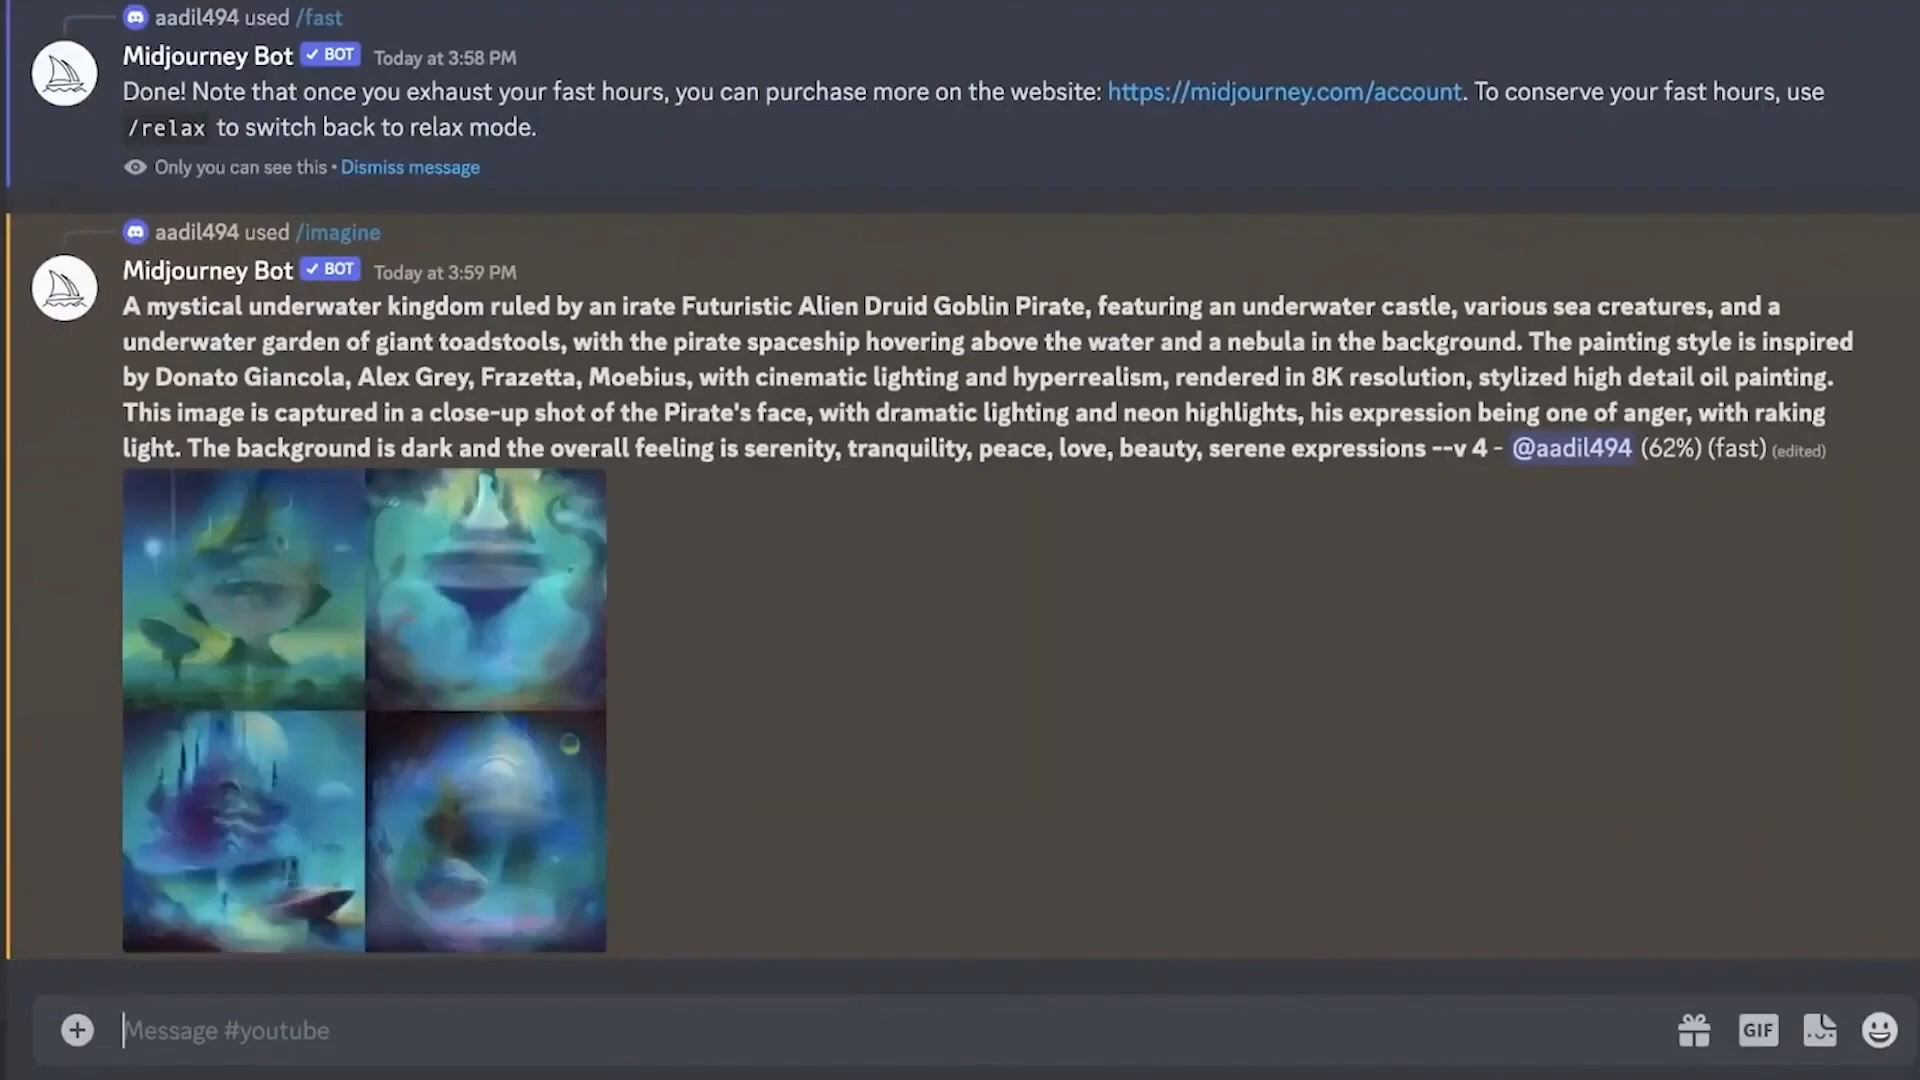 aadil494 used /fast
Midjourney Bot ✓ BOT Today at 3:58 PM
Done! Note that once you exhaust your fast hours, you can purchase more on the website: https://midjourney.com/account. To conserve your fast hours, use
/relax to switch back to relax mode.
Only you can see this • Dismiss message
aadil494 used /imagine
Midjourney Bot ✓ BOT Today at 3:59 PM
A mystical underwater kingdom ruled by an irate Futuristic Alien Druid Goblin Pirate, featuring an underwater castle, various sea creatures, and a
underwater garden of giant toadstools, with the pirate spaceship hovering above the water and a nebula in the background. The painting style is inspired
by Donato Giancola, Alex Grey, Frazetta, Moebius, with cinematic lighting and hyperrealism, rendered in 8K resolution, stylized high detail oil painting.
This image is captured in a close-up shot of the Pirate's face, with dramatic lighting and neon highlights, his expression being one of anger, with raking
light. The background is dark and the overall feeling is serenity, tranquility, peace, love, beauty, serene expressions --v 4 - @aadil494 (62%) (fast) (edited)
Message #youtube
GIF